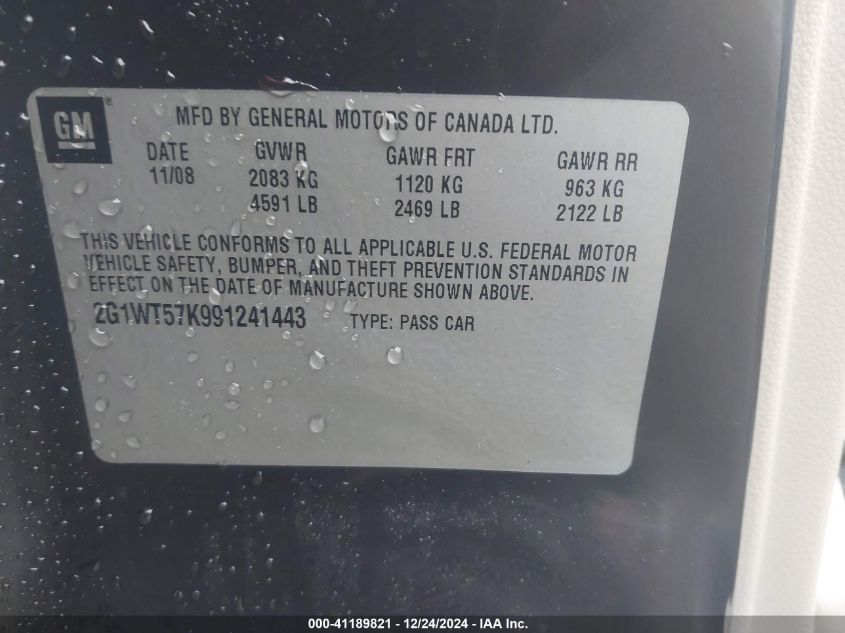 GM®
MFD BY GENERAL MOTORS OF CANADA LTD.
DATE GVWR GAWR FRT GAWR RR
11/08 2083 KG 1120 KG 963 KG
4591 LB 2469 LB 2122 LB
THIS VEHICLE CONFORMS TO ALL APPLICABLE U.S. FEDERAL MOTOR
VEHICLE SAFETY, BUMPER, AND THEFT PREVENTION STANDARDS IN
EFFECT ON THE DATE OF MANUFACTURE SHOWN ABOVE.
2G1WT57K991241443 TYPE: PASS CAR
000-41189821 - 12/24/2024 - IAA Inc.